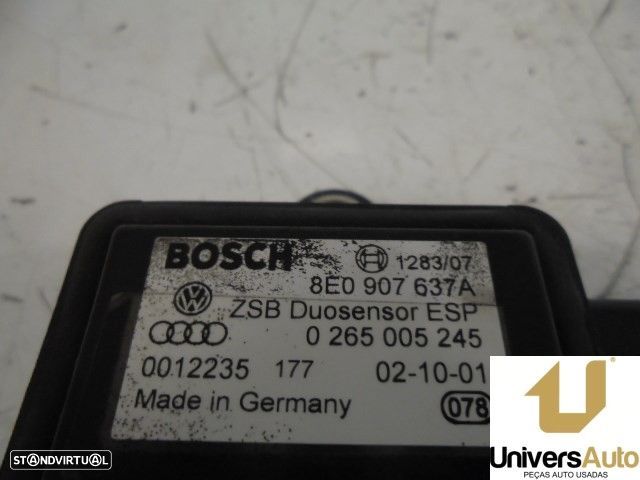 BOSCH 1283/07
8E0 907 637A
ZSB Duosensor ESP
0 265 005 245
0012235 177 02-10-01
Made in Germany 078
UniversAuto
PEÇAS AUTO USADAS
STANDVIRTUAL